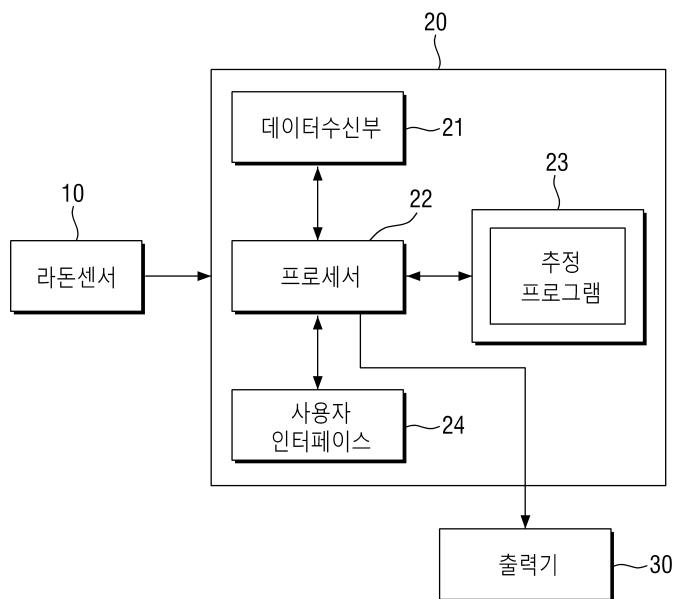 20
데이터수신부
21
10
22
23
라돈센서
프로세서
추정
프로그램
사용자
인터페이스
24
출력기
30